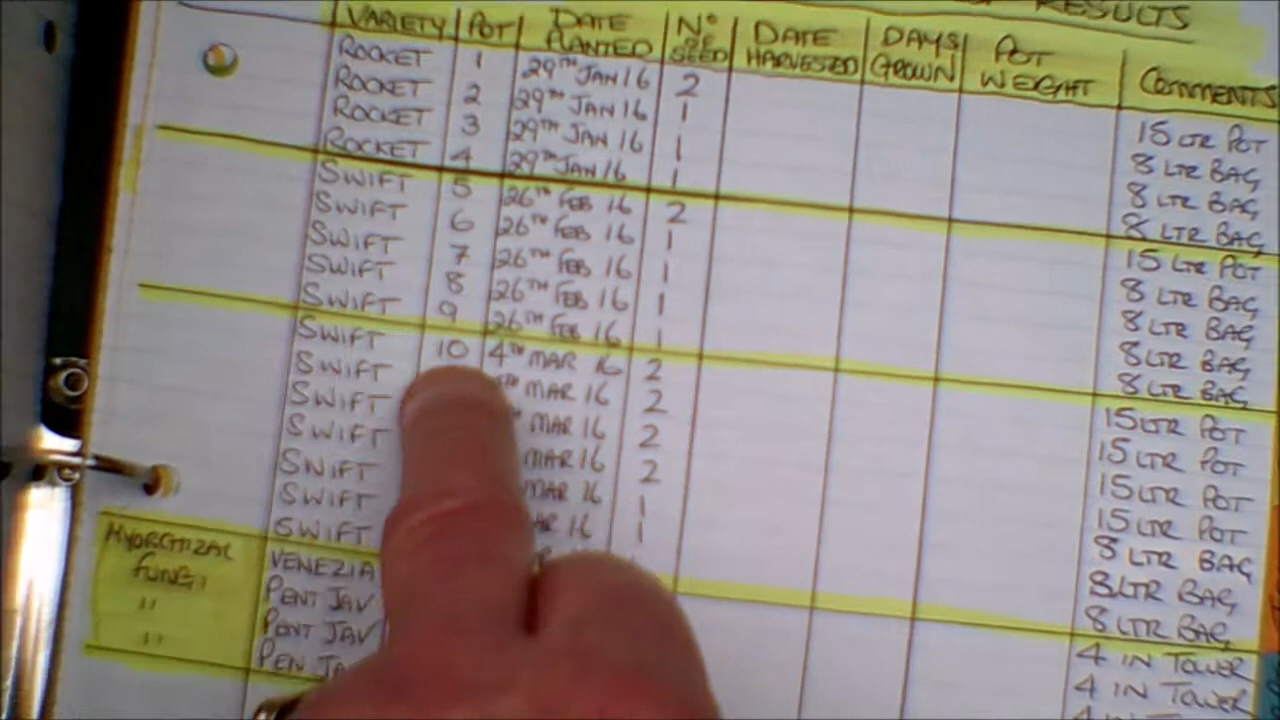 RESULTS
VARIETY POT DATE PLANTED No OF SEED DATE HARVESTED DAYS GROWN POT WEIGHT COMMENTS
ROCKET 1 29TH JAN 16 2 15 LTR POT
ROCKET 2 29TH JAN 16 1 8 LTR BAG
ROCKET 3 29TH JAN 16 1 8 LTR BAG
ROCKET 4 29TH JAN 16 1 8 LTR BAG
SWIFT 5 26TH FEB 16 2 15 LTR POT
SWIFT 6 26TH FEB 16 1 8 LTR BAG
SWIFT 7 26TH FEB 16 1 8 LTR BAG
SWIFT 8 26TH FEB 16 1 8 LTR BAG
SWIFT 9 26TH FEB 16 1 8 LTR BAG
SWIFT 10 4TH MAR 16 2 15 LTR POT
SWIFT TH MAR 16 2 15 LTR POT
SWIFT MAR 16 2 15 LTR POT
SWIFT MAR 16 2 15 LTR POT
SWIFT MAR 16 1 8 LTR BAG
SWIFT AR 16 1 8 LTR BAG
SWIFT 8 LTR BAG
MYDRCTIZAL VENEZIA 4 IN TOWER
FUNGI PENT JAV 4 IN TOWER
" PENT JAV
" PEN JA